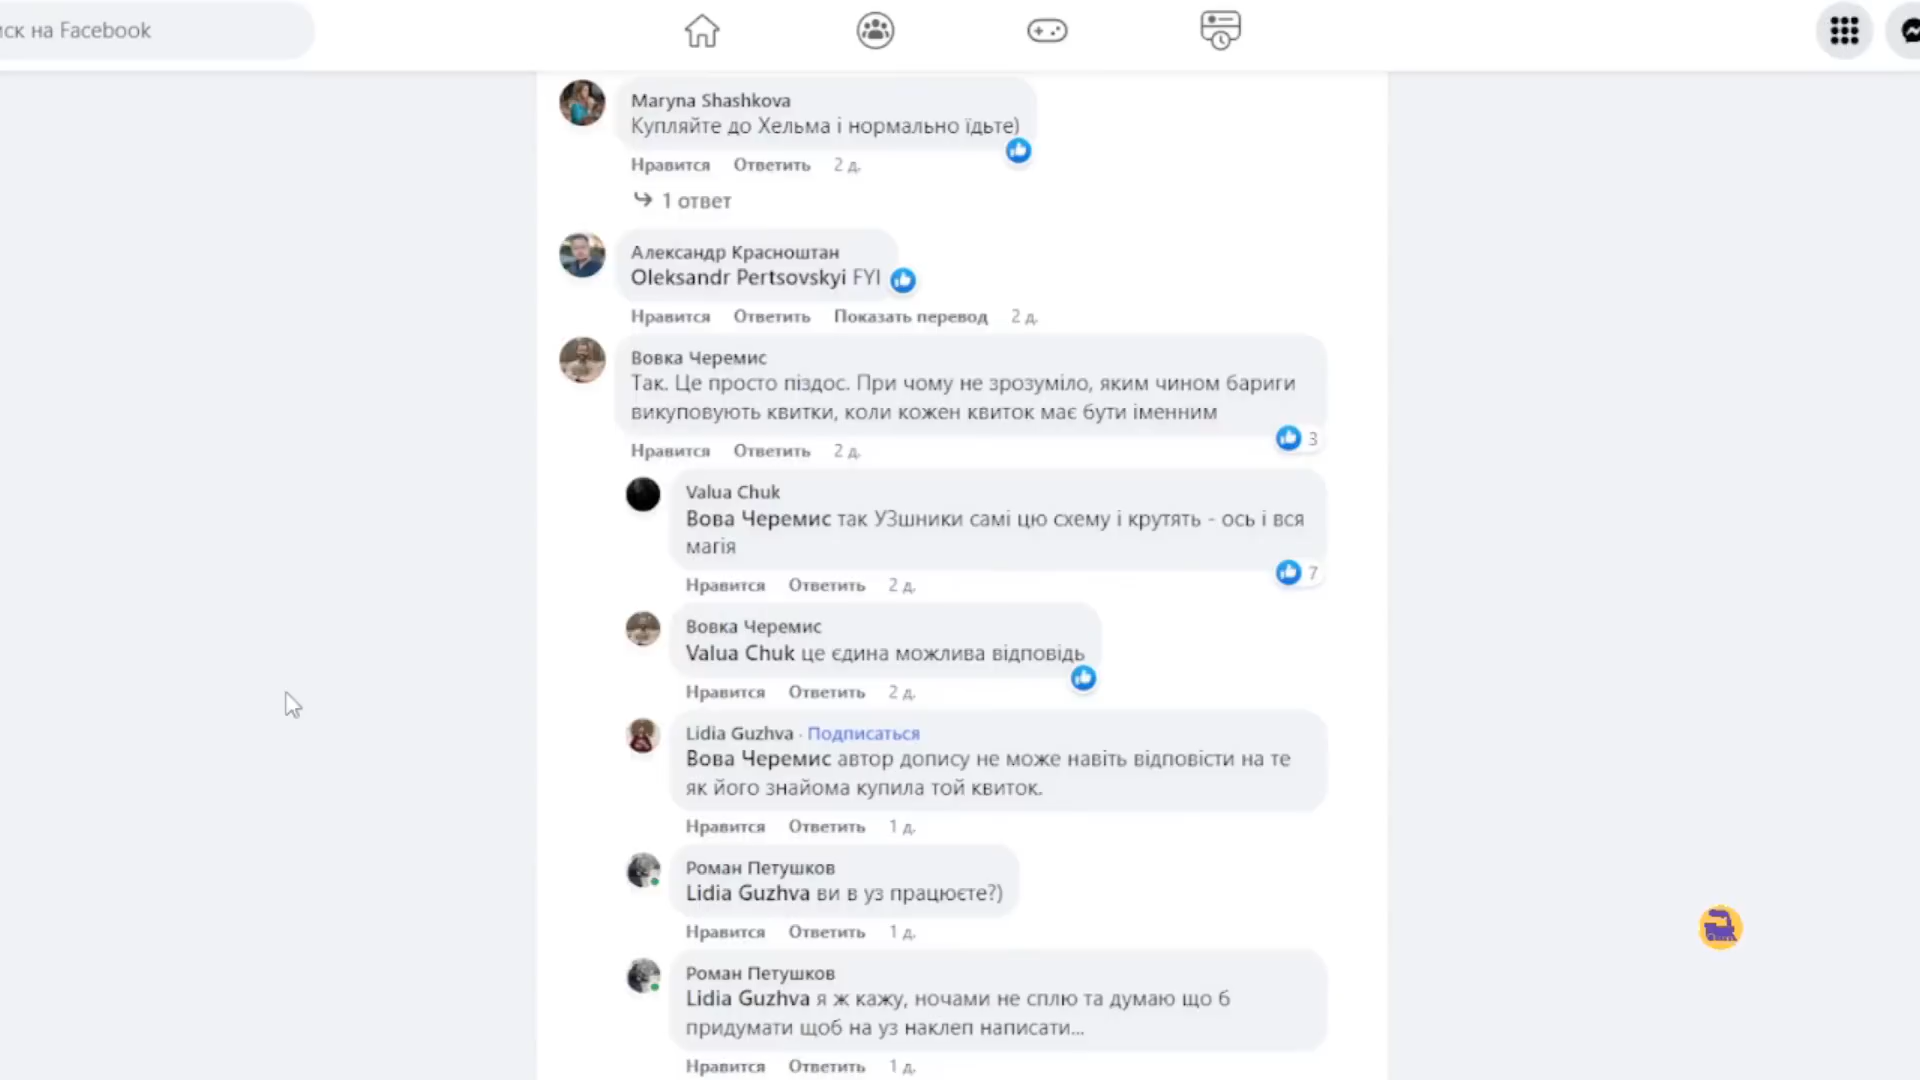 иск на Facebook
Maryna Shashkova
Купляйте до Хельма і нормально їдьте)
Нравится Ответить 2 д.
1 ответ
Александр Красноштан
Oleksandr Pertsovskyi FYI
Нравится Ответить Показать перевод 2 д.
Вовка Черемис
Так. Це просто піздос. При чому не зрозуміло, яким чином бариги
викуповують квитки, коли кожен квиток має бути іменним
3
Нравится Ответить 2 д.
Valua Chuk
Вова Черемис так УЗшники самі цю схему і крутять - ось і вся
магія
7
Нравится Ответить 2 д.
Вовка Черемис
Valua Chuk це єдина можлива відповідь
Нравится Ответить 2 д.
Lidia Guzhva · Подписаться
Вова Черемис автор допису не може навіть відповісти на те
як його знайома купила той квиток.
Нравится Ответить 1 д.
Роман Петушков
Lidia Guzhva ви в уз працюєте?)
Нравится Ответить 1 д.
Роман Петушков
Lidia Guzhva я ж кажу, ночами не сплю та думаю що б
придумати щоб на уз наклеп написати...
Нравится Ответить 1 д.